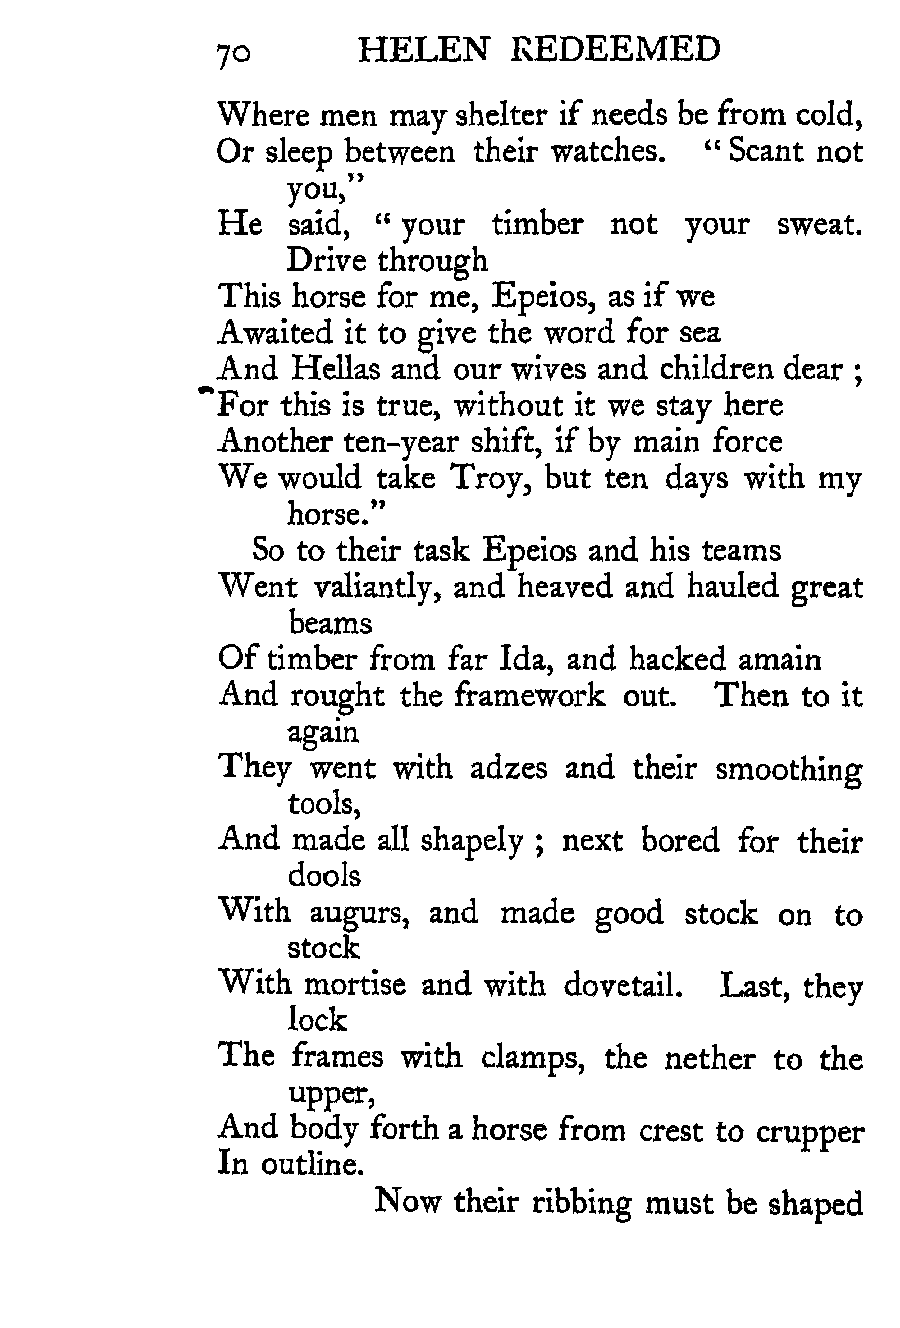 70 HELEN REDEEMED
Where men may shelter if needs be from cold,
Or sleep between their watches. “Scant not
you,”
He said, “your timber not your sweat.
Drive through
This horse for me, Epeios, as if we
Awaited it to give the word for sea
And Hellas and our wives and children dear ;
For this is true, without it we stay here
Another ten-year shift, if by main force
We would take Troy, but ten days with my
horse.”
So to their task Epeios and his teams
Went valiantly, and heaved and hauled great
beams
Of timber from far Ida, and hacked amain
And rought the framework out. Then to it
again
They went with adzes and their smoothing
tools,
And made all shapely ; next bored for their
dools
With augurs, and made good stock on to
stock
With mortise and with dovetail. Last, they
lock
The frames with clamps, the nether to the
upper,
And body forth a horse from crest to crupper
In outline.
Now their ribbing must be shaped